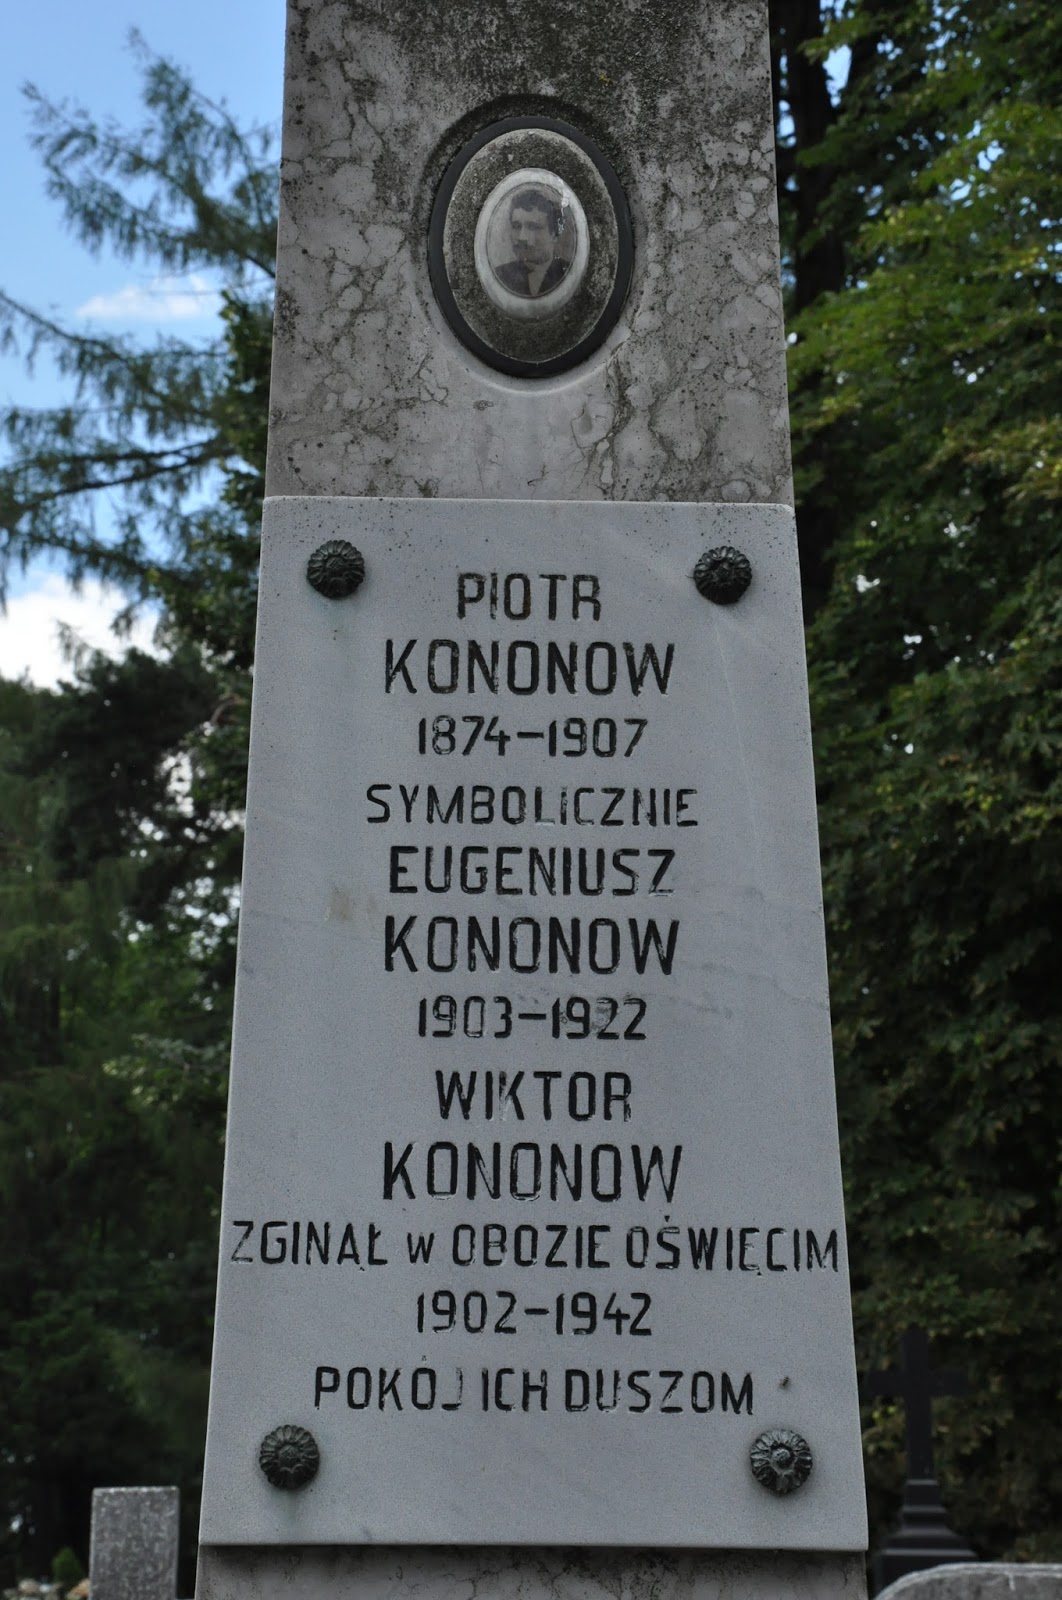 PIOTR
KONONOW
1874-1907
SYMBOLICZNIE
EUGENIUSZ
KONONOW
1903-1922
WIKTOR
KONONOW
ZGINĄŁ w OBOZIE OŚWIĘCIM
1902-1942
POKÓJ ICH DUSZOM